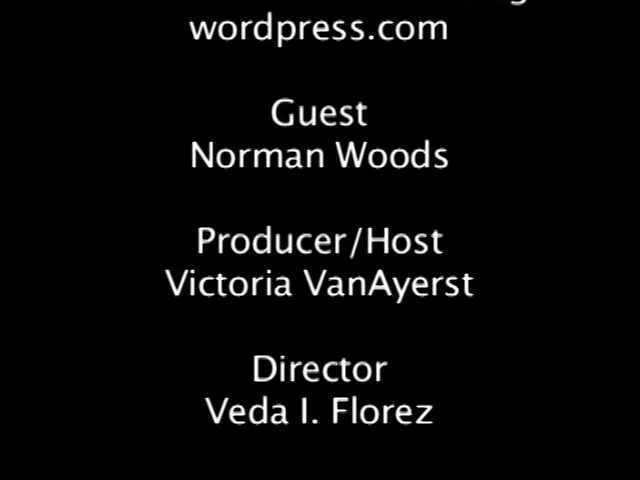 wordpress.com
Guest
Norman Woods
Producer/Host
Victoria VanAyerst
Director
Veda I. Florez